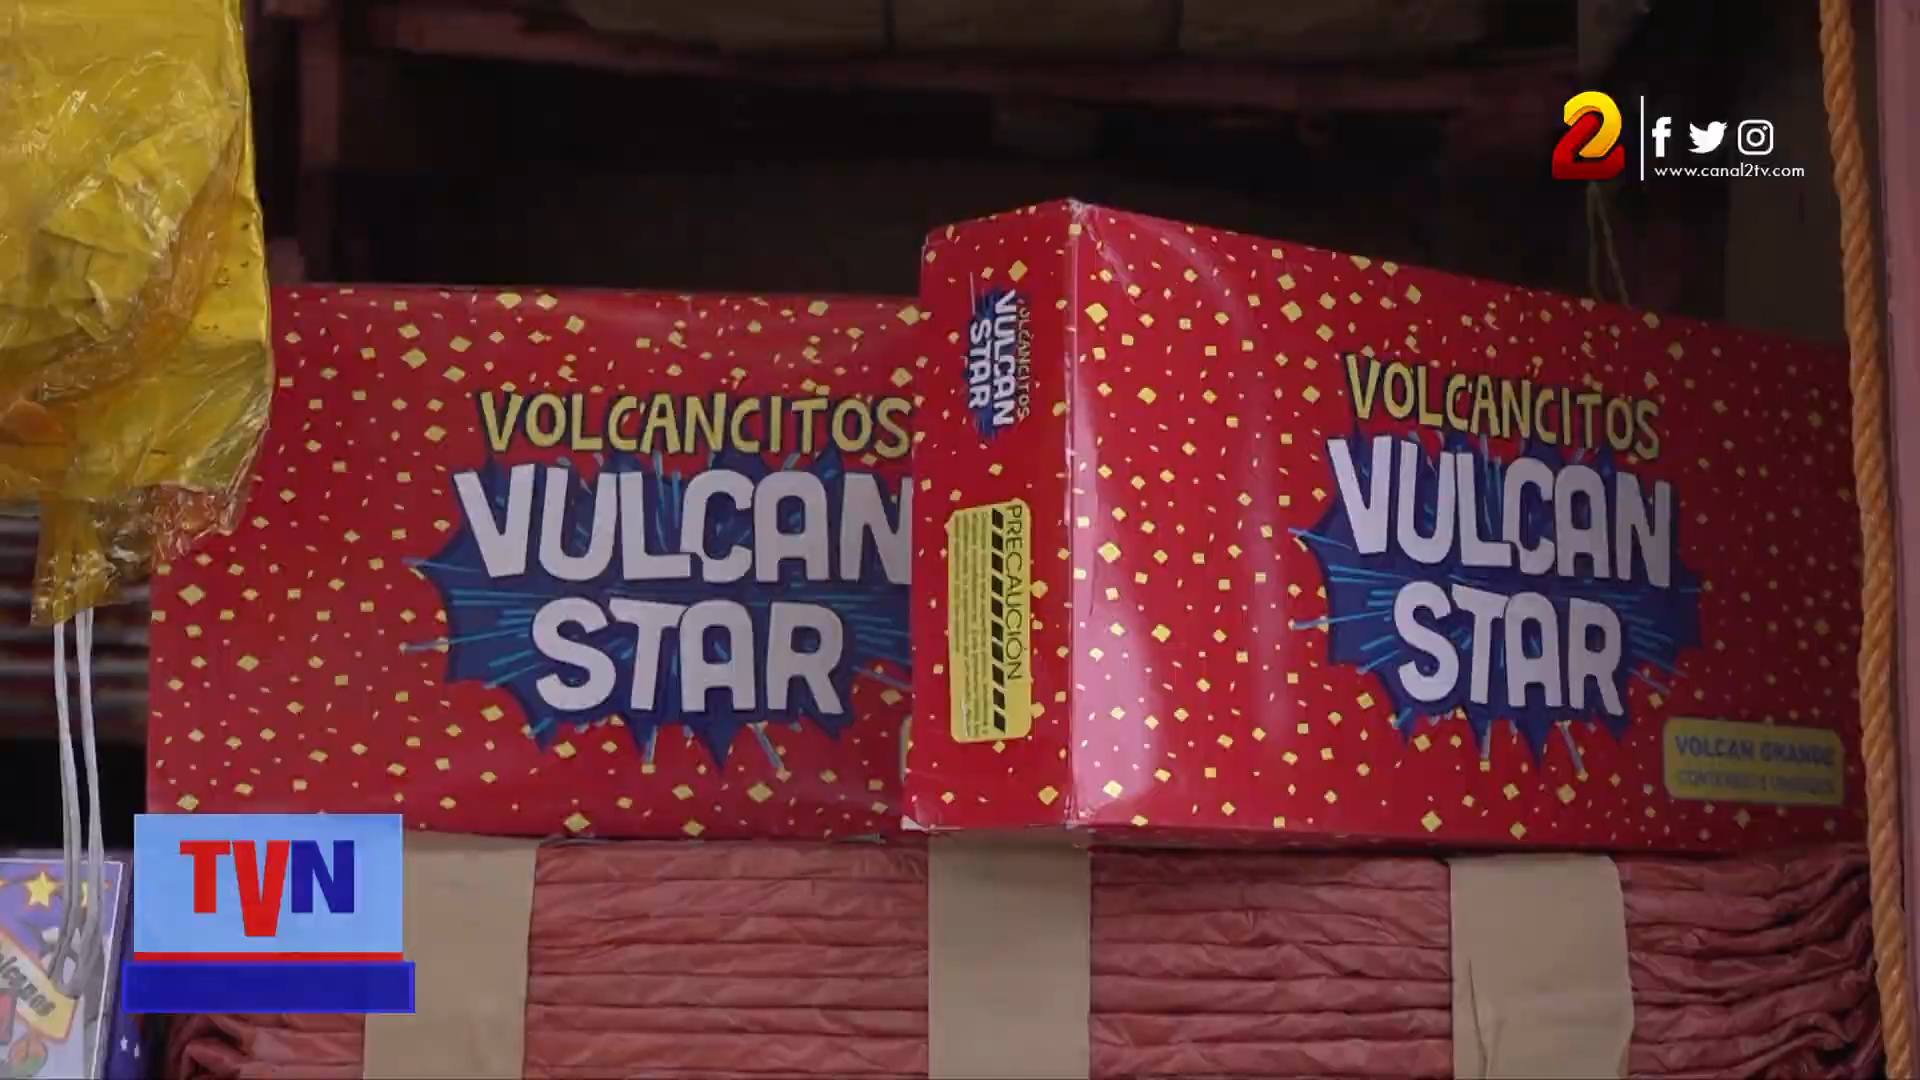 2
www.canal2tv.com
VOLCANCITOS
VULCAN
STAR
VOLCANCITOS
VULCAN
STAR
PRECAUCIÓN
VOLCANCITOS
VULCAN
STAR
VOLCAN GRANDE
TVN